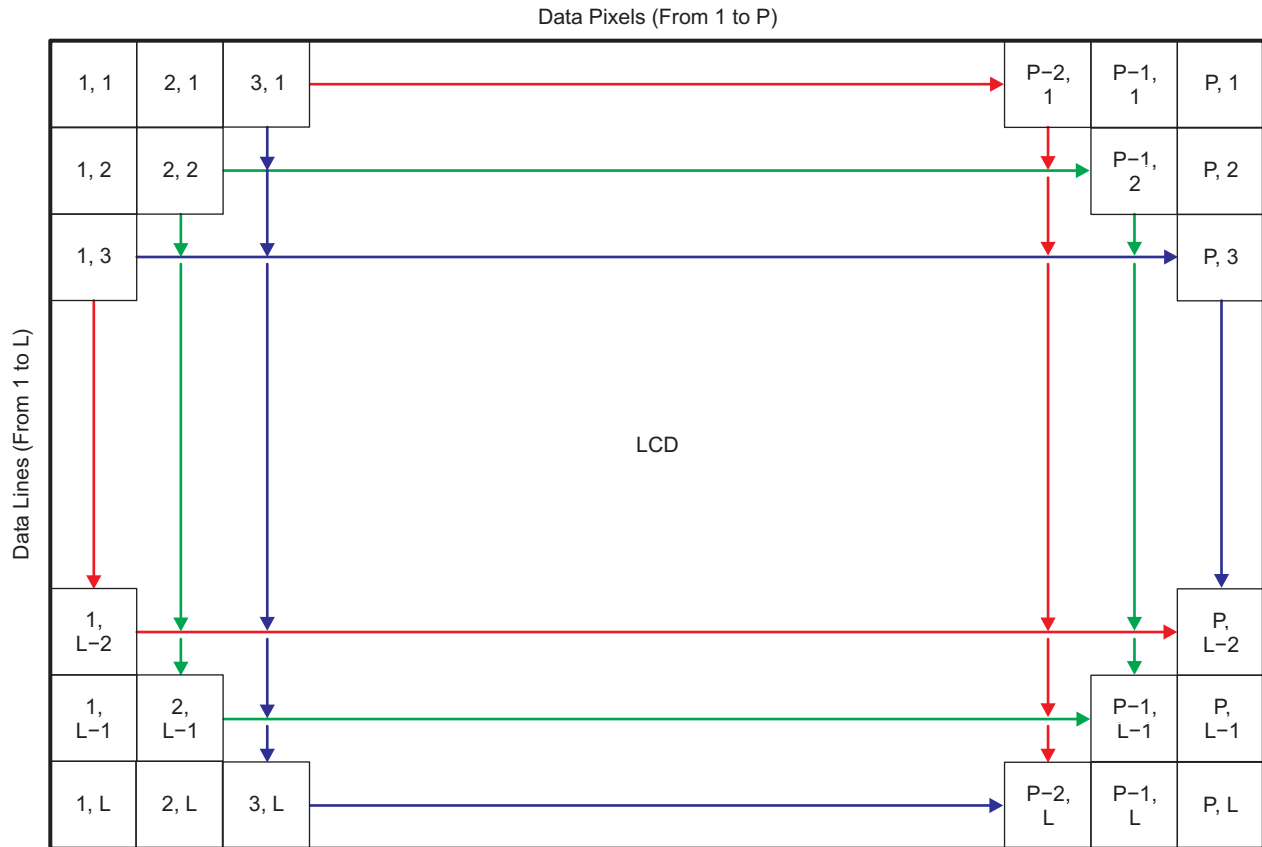 Data Pixels (From 1 to P)
1, 1
2, 1
3, 1
P−2,
1
P−1,
1
P, 1
1, 2
2, 2
P−1,
2
P, 2
1, 3
P, 3
Data Lines (From 1 to L)
LCD
1,
L−2
P,
L−2
1,
L−1
2,
L−1
P−1,
L−1
P,
L−1
1, L
2, L
3, L
P−2,
L
P−1,
L
P, L